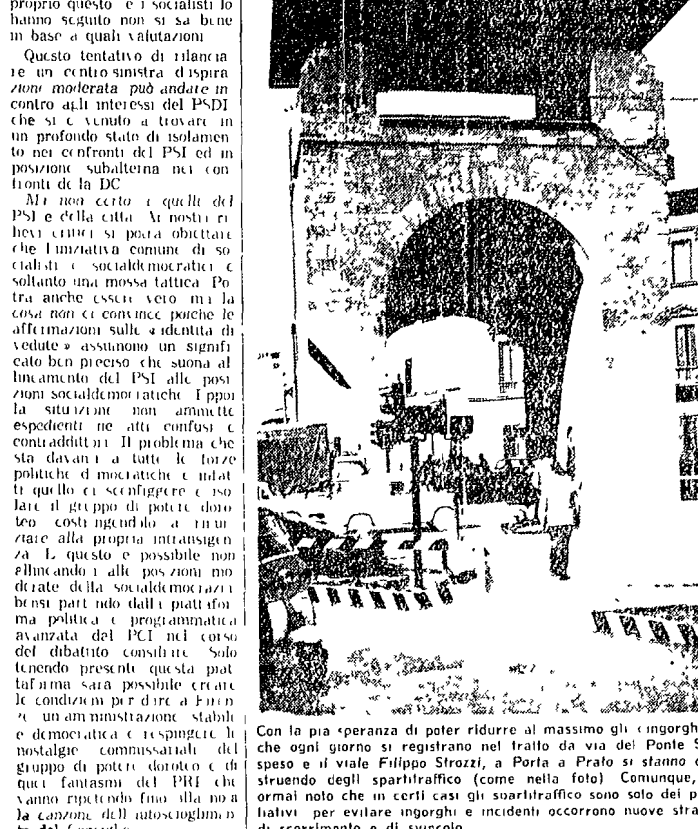 proprio questo e i socialisti lo
hanno seguito non si sa bene
in base a quali valutazioni
Questo tentativo di rilancia
re un centro sinistra d ispira
zione moderata può andare in
contro agli interessi del PSDI
che si è venuto a trovare in
un profondo stato di isolamen
to nei confronti del PSI ed in
posizione subalterna nei con
fronti de la DC
Ma non certo a quelli del
PSI e della città Ai nostri ri
lievi critici si potrà obiettare
che l iniziativa comune di so
cialisti e socialdemocratici è
soltanto una mossa tattica Po
trà anche essere vero ma la
cosa non ci convince poiché le
affermazioni sulle « identità di
vedute » assumono un signifi
cato ben preciso che suona al
lineamento del PSI alle posi
zioni socialdemocratiche Eppoi
la situazione non ammette
espedienti né atti confusi e
contraddittori Il problema che
sta davanti a tutte le forze
politiche d mocratiche è infat
ti quello di sconfiggere e iso
lare il gruppo di potere doro
teo costringendolo a rinun
ziare alla propria intransigen
za E questo è possibile non
allineandosi alle posizioni mo
derate della socialdemocrazia
bensì partendo dalla piattafor
ma politica e programmatica
avanzata dal PCI nel corso
del dibattito consiliare Solo
tenendo presente questa piat
taforma sarà possibile creare
le condizioni per dare a Firen
ze un amministrazione stabile
e democratica e respingere le
nostalgie commissariali del
gruppo di potere doroteo e di
quei fantasmi del PRI che
vanno ripetendo fino alla noia
la canzone dell autoscioglimen
to del
Con la pia speranza di poter ridurre al massimo gli « ingorgh
che ogni giorno si registrano nel tratto da via del Ponte S
speso e il viale Filippo Strozzi, a Porta a Prato si stanno c
struendo degli spartitraffico (come nella foto) Comunque,
ormai noto che in certi casi gli spartitraffico sono solo dei p
liativi per evitare ingorghi e incidenti occorrono nuove stra
di scorrimento e di svincolo